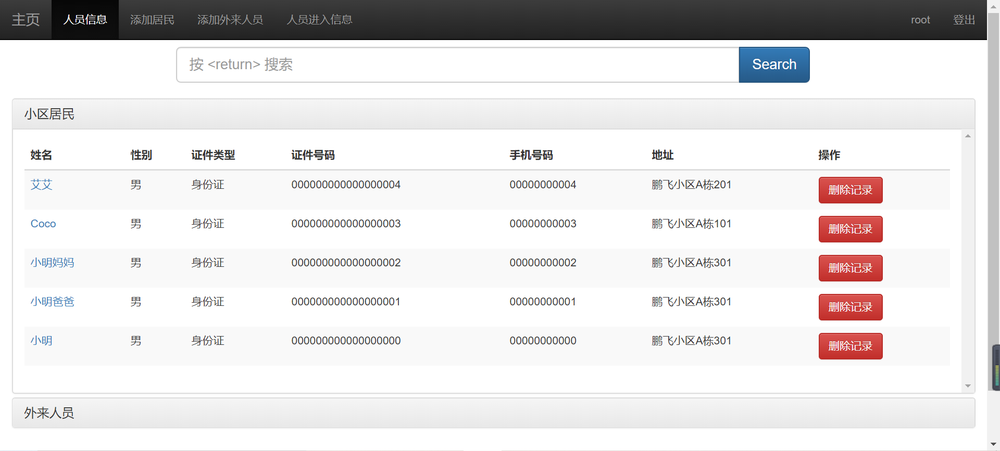 主页 人员信息 添加居民 添加外来人员 人员进入信息 root 登出
按 <return> 搜索 Search
小区居民
姓名 性别 证件类型 证件号码 手机号码 地址 操作
艾艾 男 身份证 000000000000000004 00000000004 鹏飞小区A栋201 删除记录
Coco 男 身份证 000000000000000003 00000000003 鹏飞小区A栋101 删除记录
小明妈妈 男 身份证 000000000000000002 00000000002 鹏飞小区A栋301 删除记录
小明爸爸 男 身份证 000000000000000001 00000000001 鹏飞小区A栋301 删除记录
小明 男 身份证 000000000000000000 00000000000 鹏飞小区A栋301 删除记录
外来人员